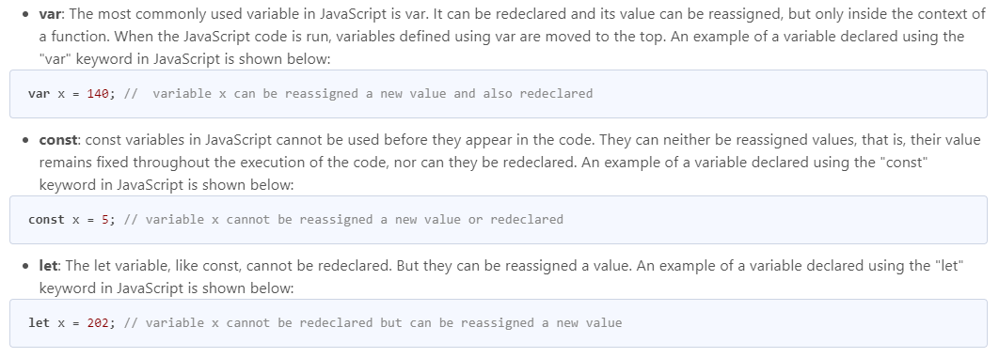 var: The most commonly used variable in JavaScript is var. It can be redeclared and its value can be reassigned, but only inside the context of
a function. When the JavaScript code is run, variables defined using var are moved to the top. An example of a variable declared using the
"var" keyword in JavaScript is shown below:
var x = 140; //  variable x can be reassigned a new value and also redeclared
const: const variables in JavaScript cannot be used before they appear in the code. They can neither be reassigned values, that is, their value
remains fixed throughout the execution of the code, nor can they be redeclared. An example of a variable declared using the "const"
keyword in JavaScript is shown below:
const x = 5; // variable x cannot be reassigned a new value or redeclared
let: The let variable, like const, cannot be redeclared. But they can be reassigned a value. An example of a variable declared using the "let"
keyword in JavaScript is shown below:
let x = 202; // variable x cannot be redeclared but can be reassigned a new value